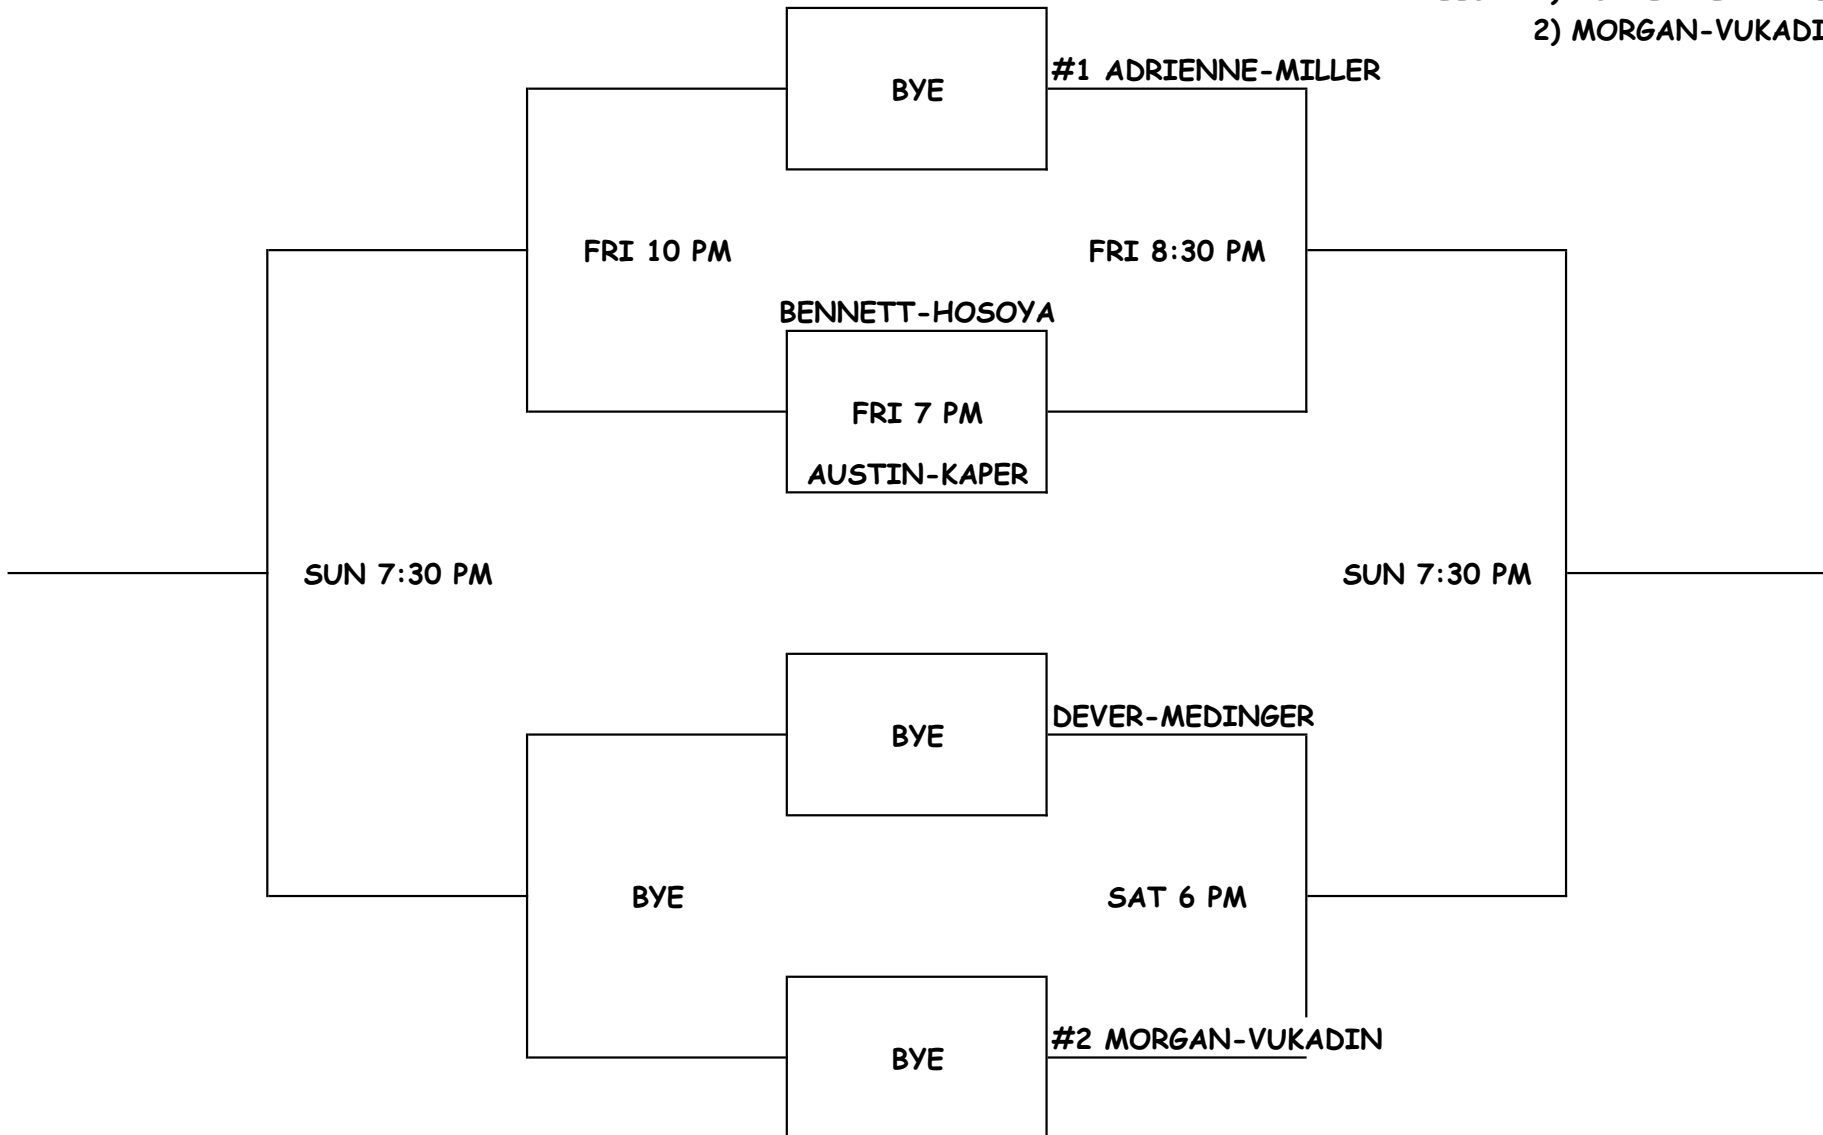 2) MORGAN-VUKADI
#1 ADRIENNE-MILLER
BYE
FRI 10 PM
FRI 8:30 PM
BENNETT-HOSOYA
FRI 7 PM
AUSTIN-KAPER
SUN 7:30 PM
SUN 7:30 PM
DEVER-MEDINGER
BYE
BYE
SAT 6 PM
#2 MORGAN-VUKADIN
BYE